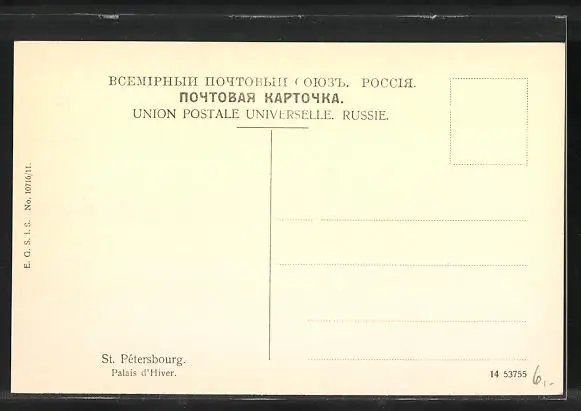 ВСЕМІРНЫЙ ПОЧТОВЫЙ СОЮЗЪ. РОССІЯ.
ПОЧТОВАЯ КАРТОЧКА.
UNION POSTALE UNIVERSELLE. RUSSIE.
E. G. S. I. S. No. 10716/11.
St. Pétersbourg.
Palais d'Hiver.
14 53755
6,-